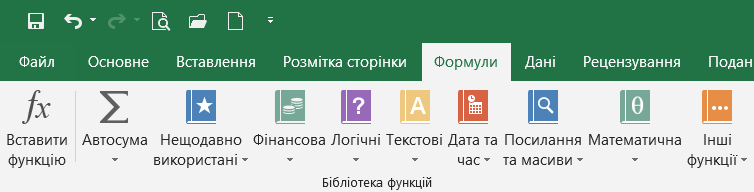 Файл Основне Вставлення Розмітка сторінки Формули Дані Рецензування Подан
fx Σ ? A θ
Вставити Автосума Нещодавно Фінансова Логічні Текстові Дата та Посилання Математична Інші
функцію використані час та масиви функції
Бібліотека функцій